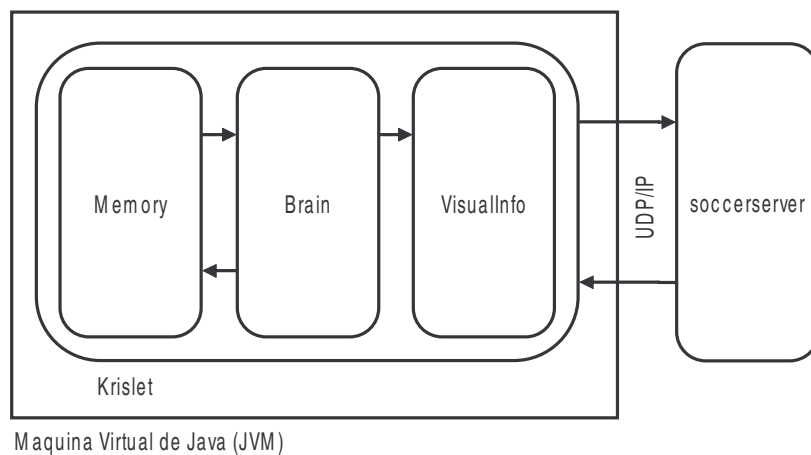 Memory
Brain
VisualInfo
UDP/IP
soccerserver
Krislet
Maquina Virtual de Java (JVM)